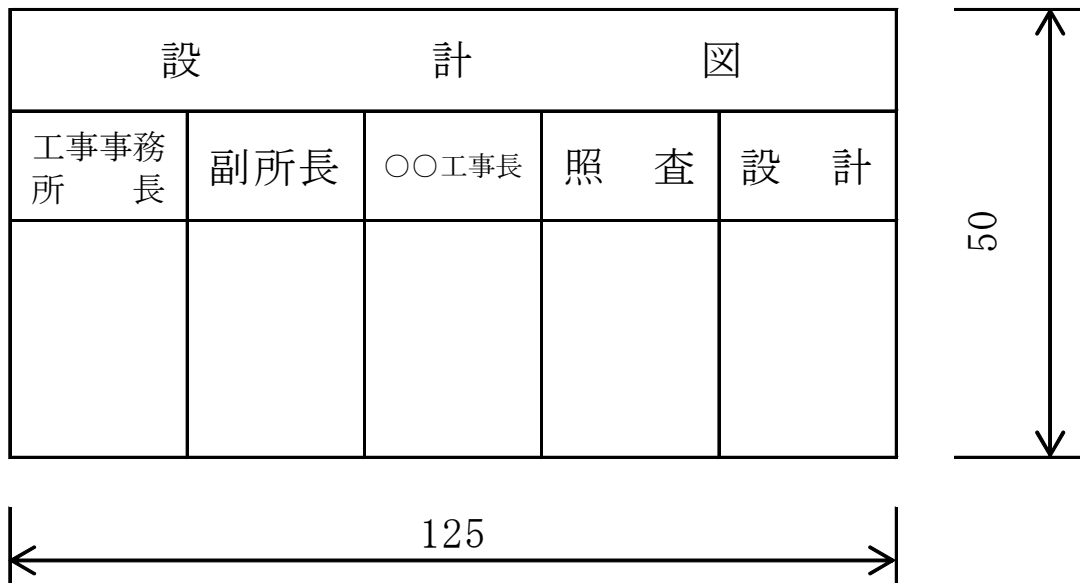 設 計 図
工事事務
所 長
副所長
○○工事長
照 査
設 計
50
125